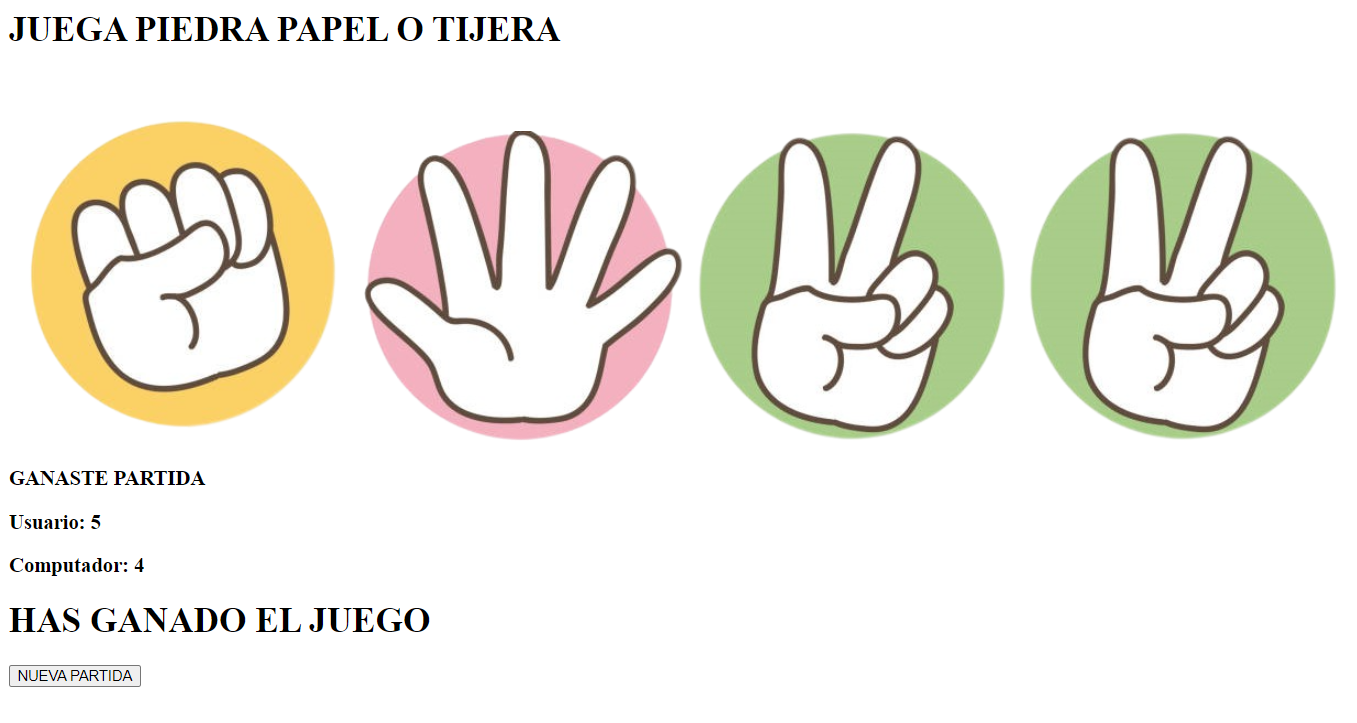 JUEGA PIEDRA PAPEL O TIJERA
GANASTE PARTIDA
Usuario: 5
Computador: 4
HAS GANADO EL JUEGO
NUEVA PARTIDA